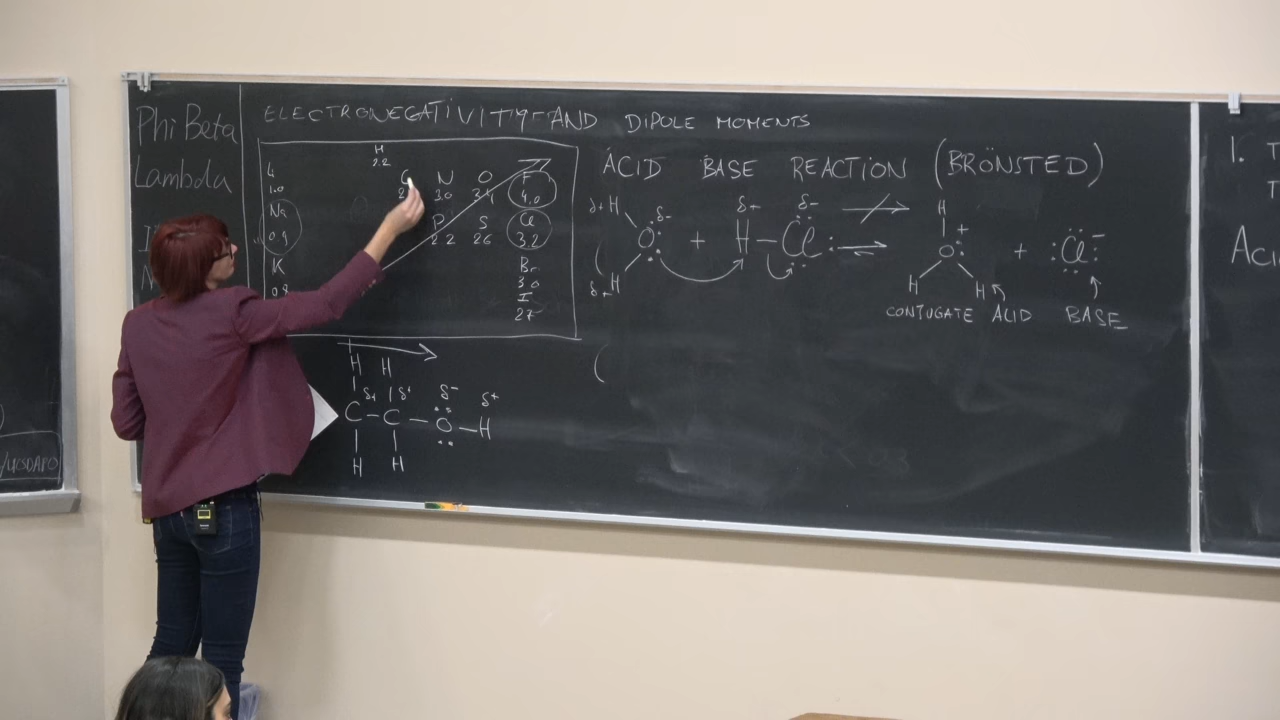 Phi Beta
Lambda
ELECTRONEGATIVITY AND DIPOLE MOMENTS
H
2.2
C N O F
3.0 3.4 4.0
Na P S Cl
0.9 2.2 2.6 3.2
K Br
0.8 3.0
I
2.7
1.0
H H
δ+ δ+ δ- δ+
C – C – O – H
H H
ACID BASE REACTION (BRÖNSTED)
δ+ H δ- δ+ δ- H
O + H – Cl: ⇌ O+ + :Cl:-
δ+ H H H
CONJUGATE ACID BASE
(
1. T
T
Aci
/UCSDAPO